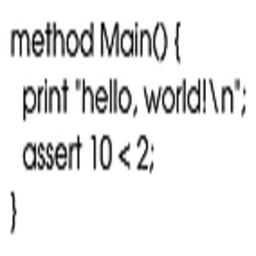 method Main() {
  print "hello, world!\n";
  assert 10 < 2;
}